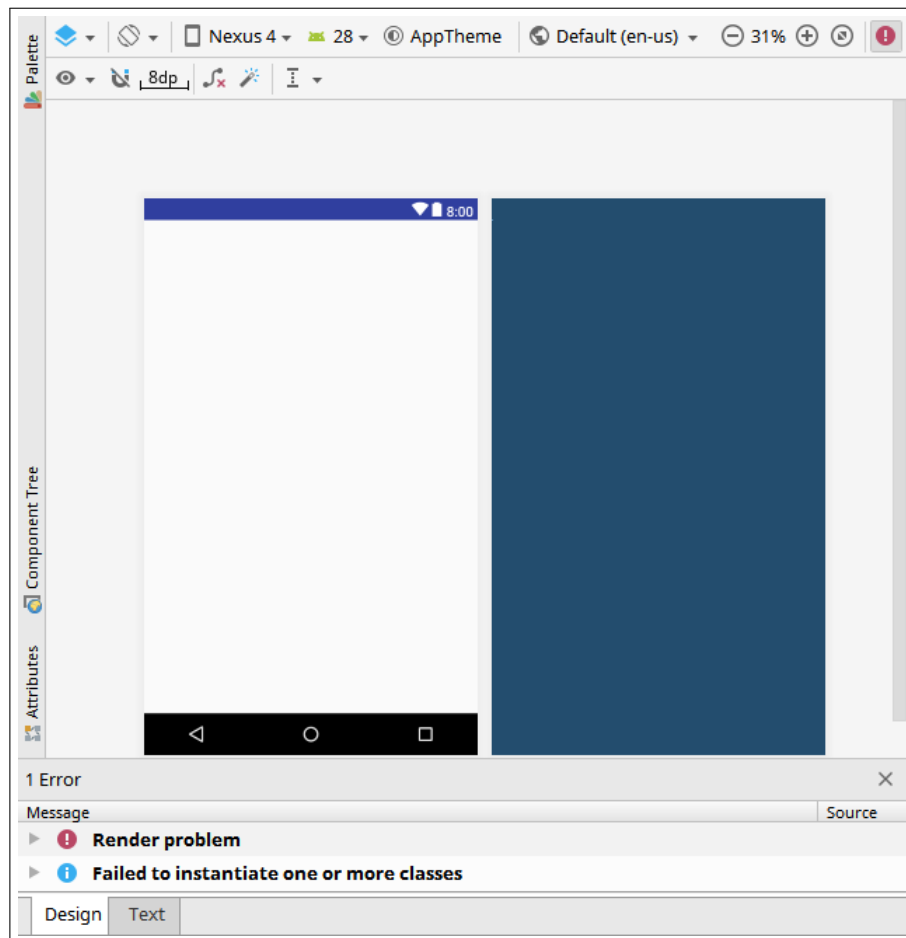 Palette
Nexus 4 28 AppTheme Default (en-us) 31%
8dp
8:00
Component Tree
Attributes
1 Error
Message Source
Render problem
Failed to instantiate one or more classes
Design Text